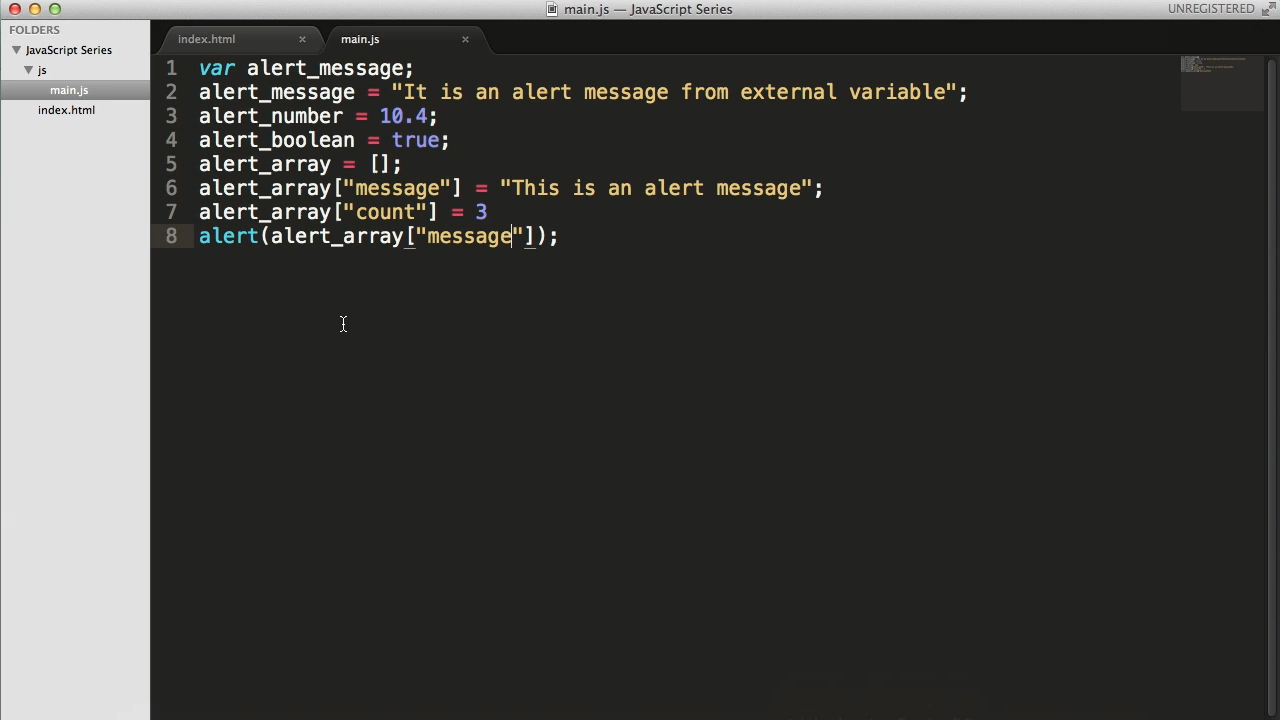 main.js — JavaScript Series
UNREGISTERED
FOLDERS
JavaScript Series
js
main.js
index.html
index.html ×
main.js ×
1 var alert_message;
2 alert_message = "It is an alert message from external variable";
3 alert_number = 10.4;
4 alert_boolean = true;
5 alert_array = [];
6 alert_array["message"] = "This is an alert message";
7 alert_array["count"] = 3
8 alert(alert_array["message"]);